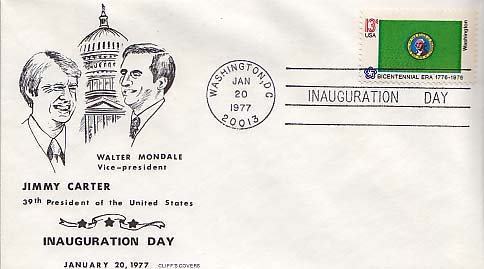 WALTER MONDALE
Vice-president
JIMMY CARTER
39th President of the United States
INAUGURATION DAY
JANUARY 20, 1977 CLIFF'S COVERS
WASHINGTON, DC
JAN
20
1977
20013
INAUGURATION DAY
13c
USA
Washington
BICENTENNIAL ERA 1776-1976